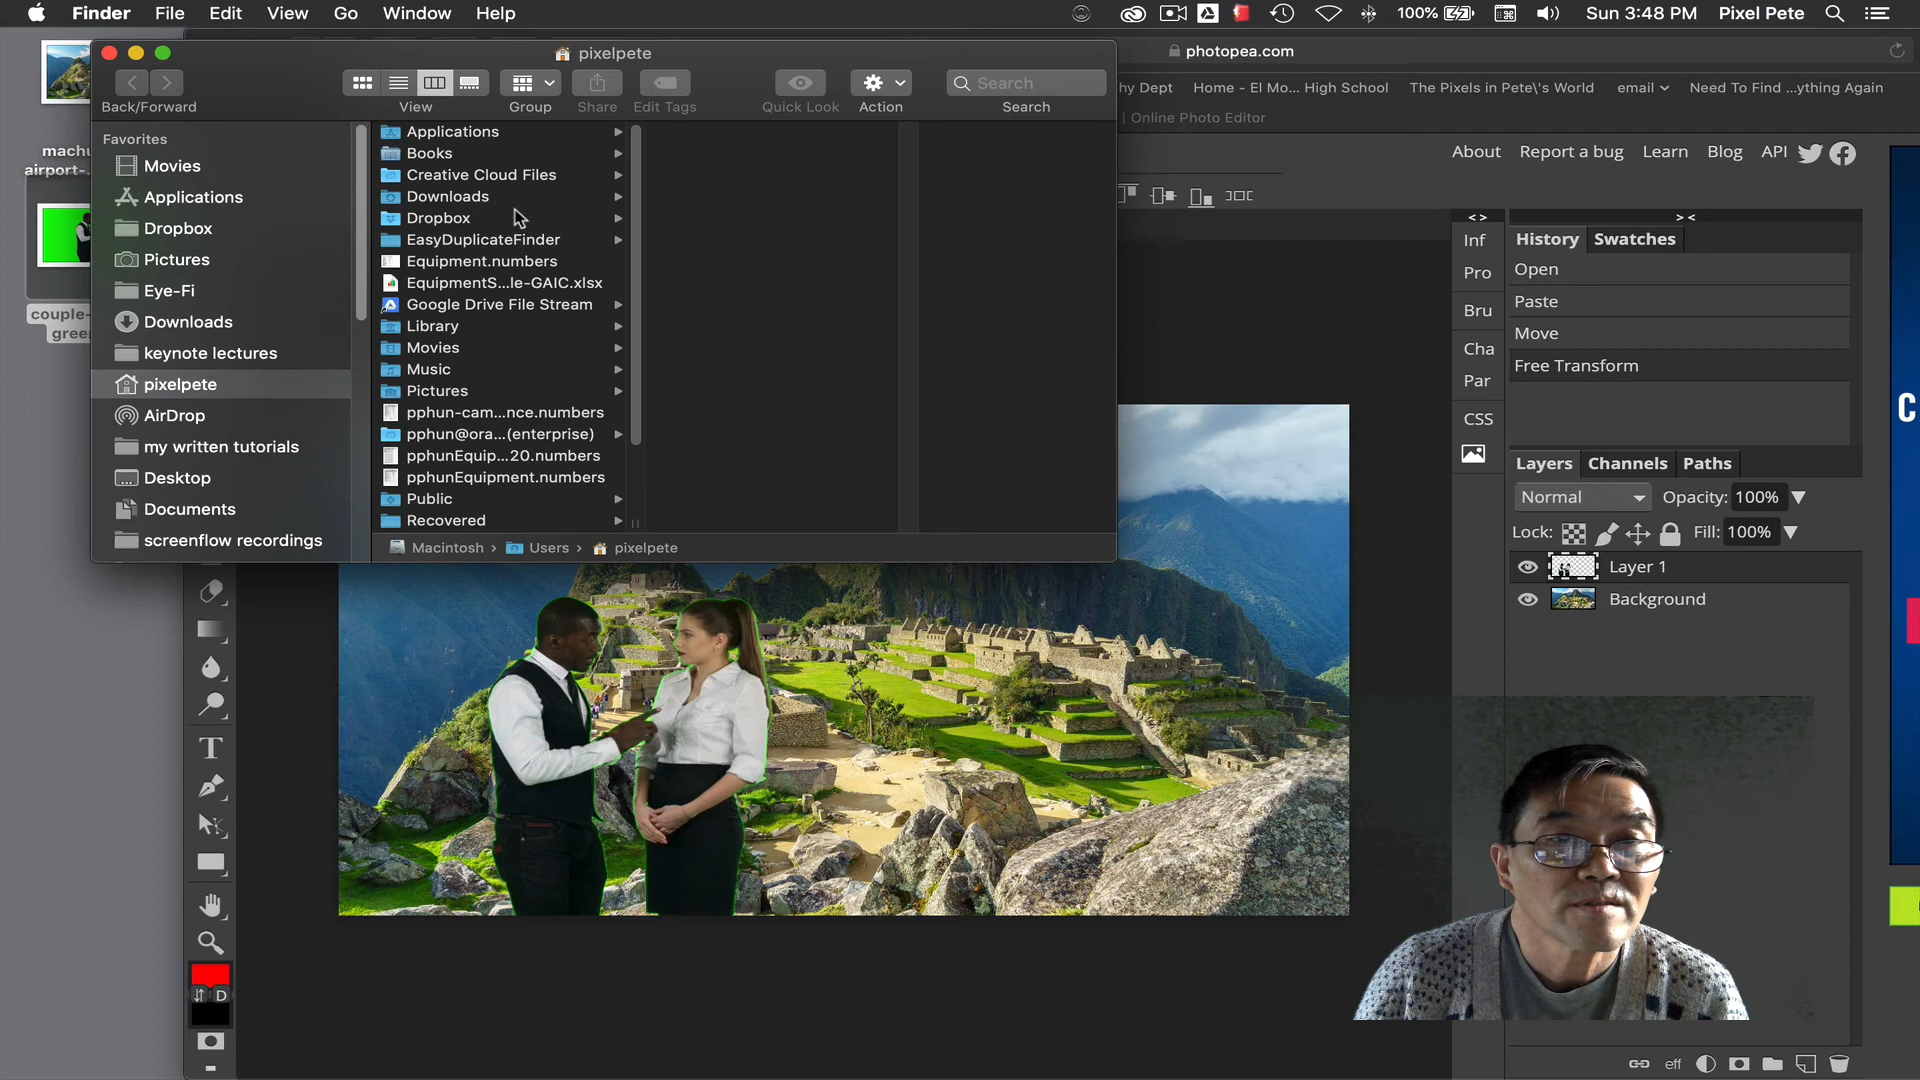 Finder File Edit View Go Window Help 100% Sun 3:48 PM Pixel Pete
pixelpete
photopea.com
Back/Forward View Group Share Edit Tags Quick Look Action Search
Search
hy Dept Home - El Mo... High School The Pixels in Pete\'s World email Need To Find ...ything Again
| Online Photo Editor
About Report a bug Learn Blog API
Favorites
Movies
Applications
Dropbox
Pictures
Eye-Fi
Downloads
keynote lectures
pixelpete
AirDrop
my written tutorials
Desktop
Documents
screenflow recordings
Applications
Books
Creative Cloud Files
Downloads
Dropbox
EasyDuplicateFinder
Equipment.numbers
EquipmentS...le-GAIC.xlsx
Google Drive File Stream
Library
Movies
Music
Pictures
pphun-cam...nce.numbers
pphun@ora...(enterprise)
pphunEquip...20.numbers
pphunEquipment.numbers
Public
Recovered
Macintosh › Users › pixelpete
machu
airport-...
couple-
green
< >
Inf
Pro
Bru
Cha
Par
CSS
> <
History Swatches
Open
Paste
Move
Free Transform
Layers Channels Paths
Normal Opacity: 100%
Lock: Fill: 100%
Layer 1
Background
eff
T
D
C